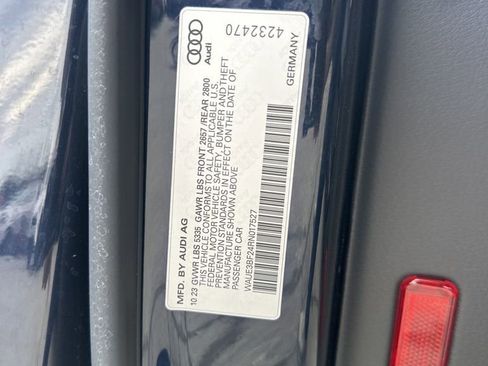 Audi
4232470
MFD. BY AUDI AG
GERMANY
10 23 GVWR LBS 5335 GAWR LBS FRONT 2657 /REAR 2800
THIS VEHICLE CONFORMS TO ALL APPLICABLE U.S.
FEDERAL MOTOR VEHICLE SAFETY, BUMPER AND THEFT
PREVENTION STANDARDS IN EFFECT ON THE DATE OF
MANUFACTURE SHOWN ABOVE
PASSENGER CAR
WAUE3BF24RN017527